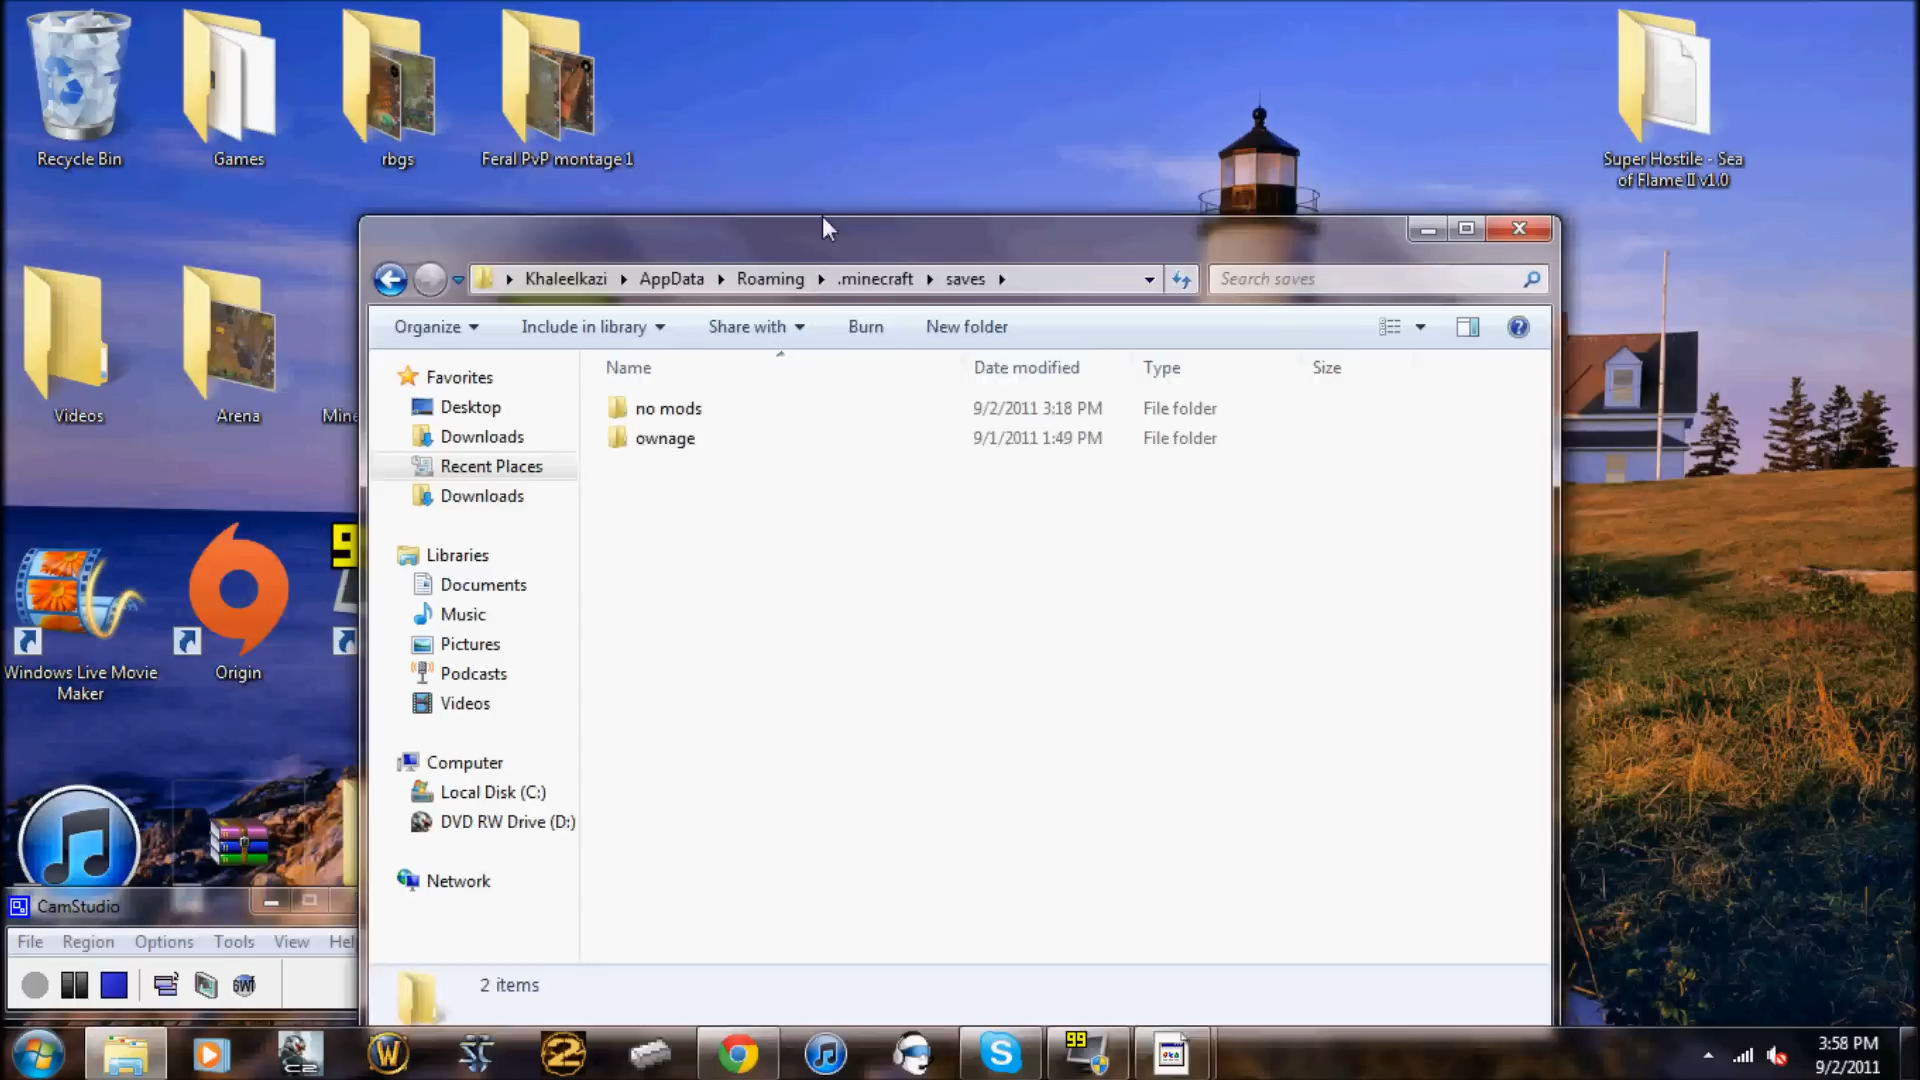 Recycle Bin
Games
rbgs
Feral PvP montage 1
Super Hostile - Sea
of Flame II v1.0
Khaleelkazi
AppData
Roaming
.minecraft
saves
Search saves
Organize
Include in library
Share with
Burn
New folder
Name
Date modified
Type
Size
Favorites
Desktop
Downloads
Recent Places
Downloads
Libraries
Documents
Music
Pictures
Podcasts
Videos
Computer
Local Disk (C:)
DVD RW Drive (D:)
Network
no mods
9/2/2011 3:18 PM
File folder
ownage
9/1/2011 1:49 PM
File folder
2 items
Videos
Arena
Mine
Windows Live Movie
Maker
Origin
CamStudio
File
Region
Options
Tools
View
Hel
SWF
C2
W
2
S
99
3:58 PM
9/2/2011